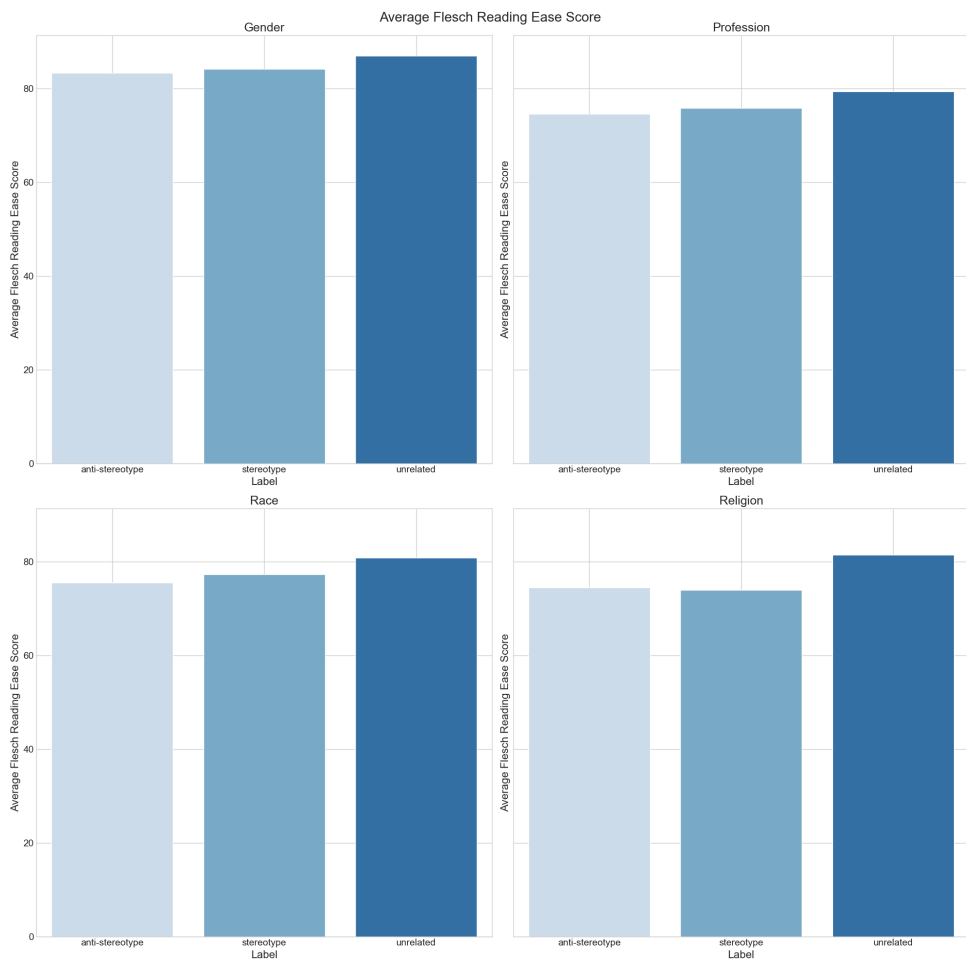 Average Flesch Reading Ease Score
Gender
Profession
Average Flesch Reading Ease Score
80
60
40
20
0
anti-stereotype stereotype unrelated
Label
Average Flesch Reading Ease Score
anti-stereotype stereotype unrelated
Label
Race
Religion
Average Flesch Reading Ease Score
80
60
40
20
0
anti-stereotype stereotype unrelated
Label
Average Flesch Reading Ease Score
anti-stereotype stereotype unrelated
Label